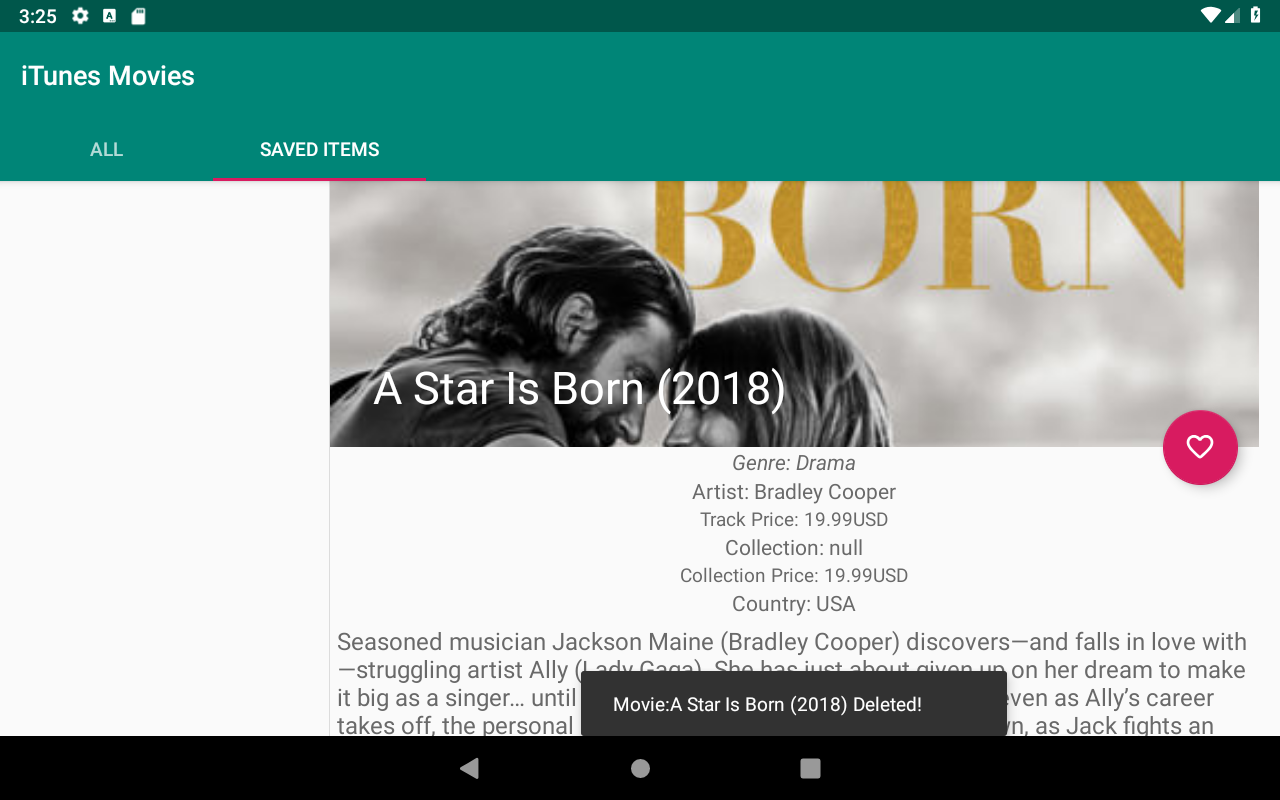 3:25
iTunes Movies
ALL
SAVED ITEMS
BORN
A Star Is Born (2018)
Genre: Drama
Artist: Bradley Cooper
Track Price: 19.99USD
Collection: null
Collection Price: 19.99USD
Country: USA
Seasoned musician Jackson Maine (Bradley Cooper) discovers—and falls in love with
—struggling artist Ally (Lady Gaga). She has just about given up on her dream to make
it big as a singer… until even as Ally’s career
takes off, the personal as Jack fights an
Movie:A Star Is Born (2018) Deleted!